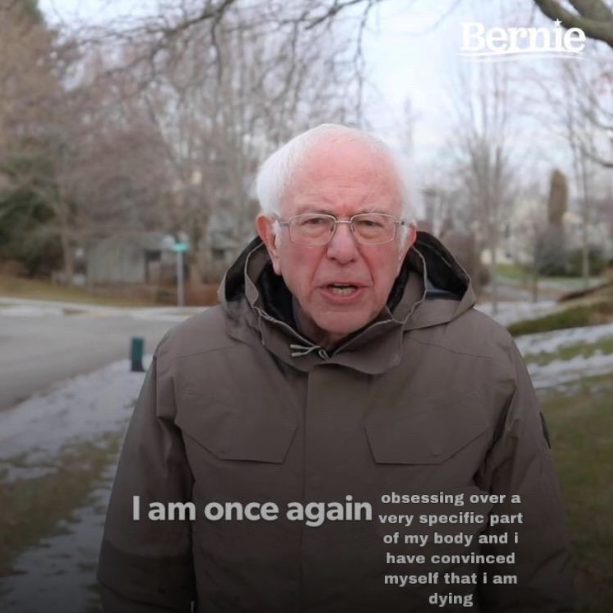 Bernie
I am once again
obsessing over a
very specific part
of my body and i
have convinced
myself that i am
dying